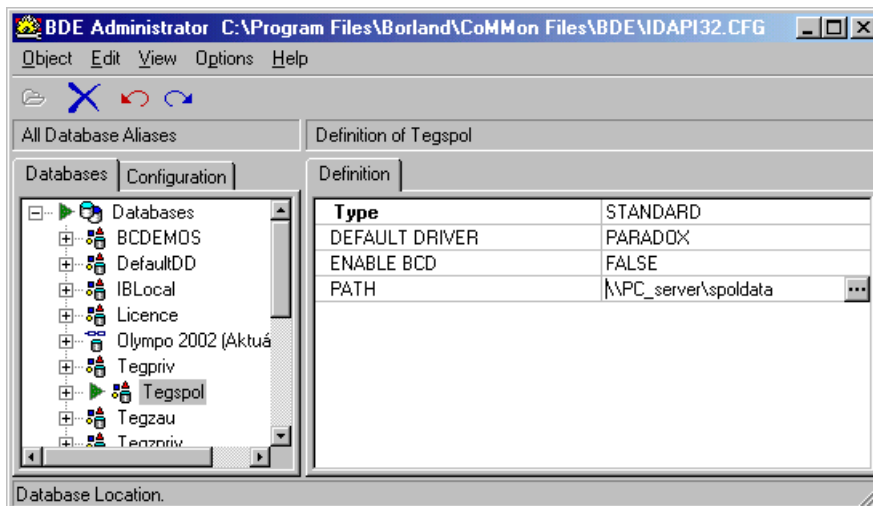 BDE Administrator C:\Program Files\Borland\CoMMon Files\BDE\IDAPI32.CFG
Object Edit View Options Help
All Database Aliases
Definition of Tegspol
Databases
Configuration
Definition
Databases
BCDEMOS
DefaultDD
IBLocal
Licence
Olympo 2002 (Aktuá
Tegpriv
Tegspol
Tegzau
Tegzpriv
Type STANDARD
DEFAULT DRIVER PARADOX
ENABLE BCD FALSE
PATH \\PC_server\spoldata
Database Location.